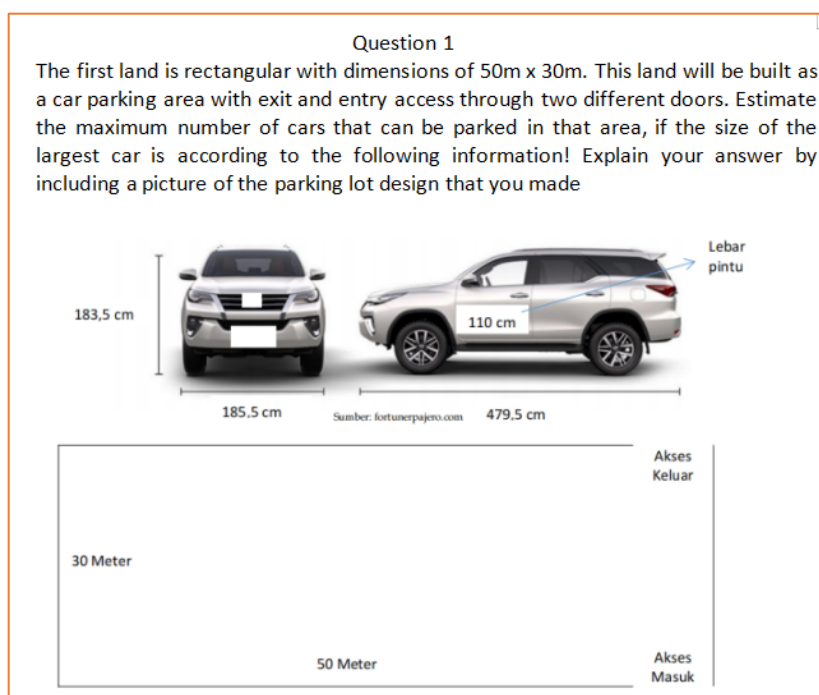 Question 1
The first land is rectangular with dimensions of 50m x 30m. This land will be built as
a car parking area with exit and entry access through two different doors. Estimate
the maximum number of cars that can be parked in that area, if the size of the
largest car is according to the following information! Explain your answer by
including a picture of the parking lot design that you made
Lebar
pintu
183,5 cm
110 cm
185,5 cm
Sumber: fortunerpajero.com
479,5 cm
Akses
Keluar
30 Meter
50 Meter
Akses
Masuk